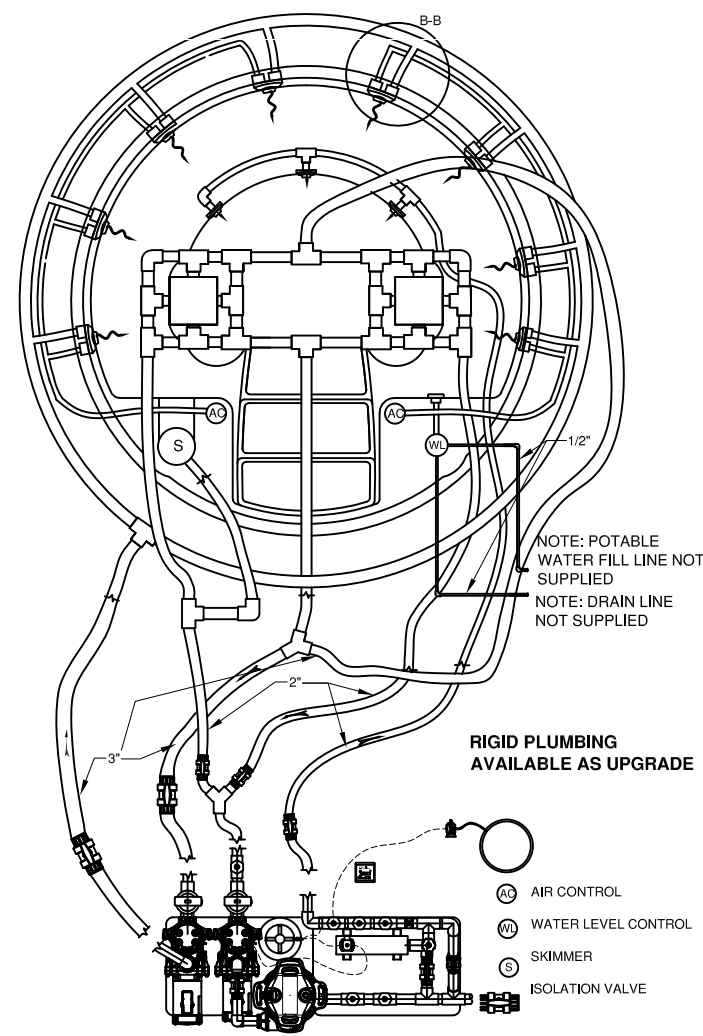 B-B
AC
AC
S
WL
1/2"
NOTE: POTABLE
WATER FILL LINE NOT
SUPPLIED
NOTE: DRAIN LINE
NOT SUPPLIED
2"
3"
RIGID PLUMBING
AVAILABLE AS UPGRADE
AC AIR CONTROL
WL WATER LEVEL CONTROL
S SKIMMER
ISOLATION VALVE